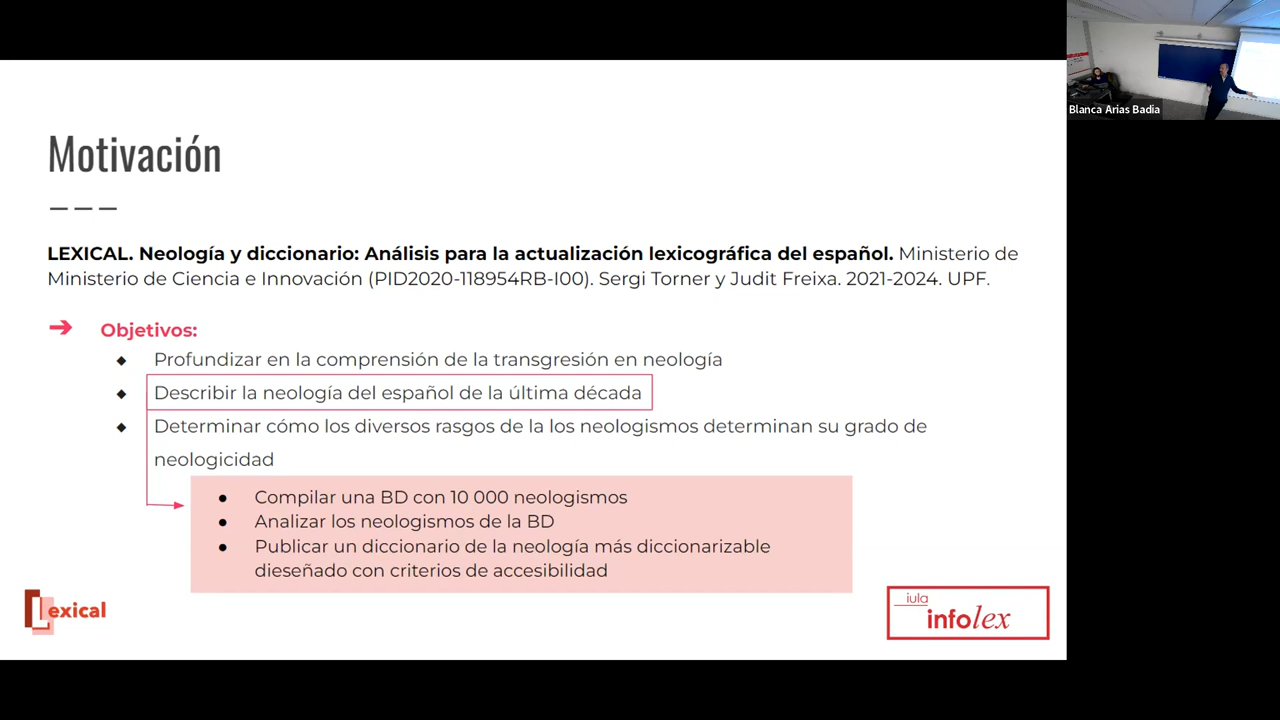 Motivación
LEXICAL. Neología y diccionario: Análisis para la actualización lexicográfica del español. Ministerio de
Ministerio de Ciencia e Innovación (PID2020-118954RB-I00). Sergi Torner y Judit Freixa. 2021-2024. UPF.
Objetivos:
Profundizar en la comprensión de la transgresión en neología
Describir la neología del español de la última década
Determinar cómo los diversos rasgos de la los neologismos determinan su grado de
neologicidad
Compilar una BD con 10 000 neologismos
Analizar los neologismos de la BD
Publicar un diccionario de la neología más diccionarizable
dieseñado con criterios de accesibilidad
Lexical
iula
infolex
Blanca Arias Badia